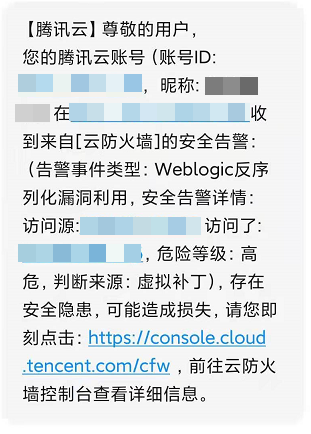 【腾讯云】尊敬的用户，
您的腾讯云账号（账号ID:
，昵称:
在 收
到来自[云防火墙]的安全告警:
（告警事件类型: Weblogic反序
列化漏洞利用, 安全告警详情:
访问源: 访问了:
, 危险等级: 高
危, 判断来源: 虚拟补丁）, 存在
安全隐患, 可能造成损失, 请您即
刻点击: https://console.cloud
.tencent.com/cfw ，前往云防火
墙控制台查看详细信息。